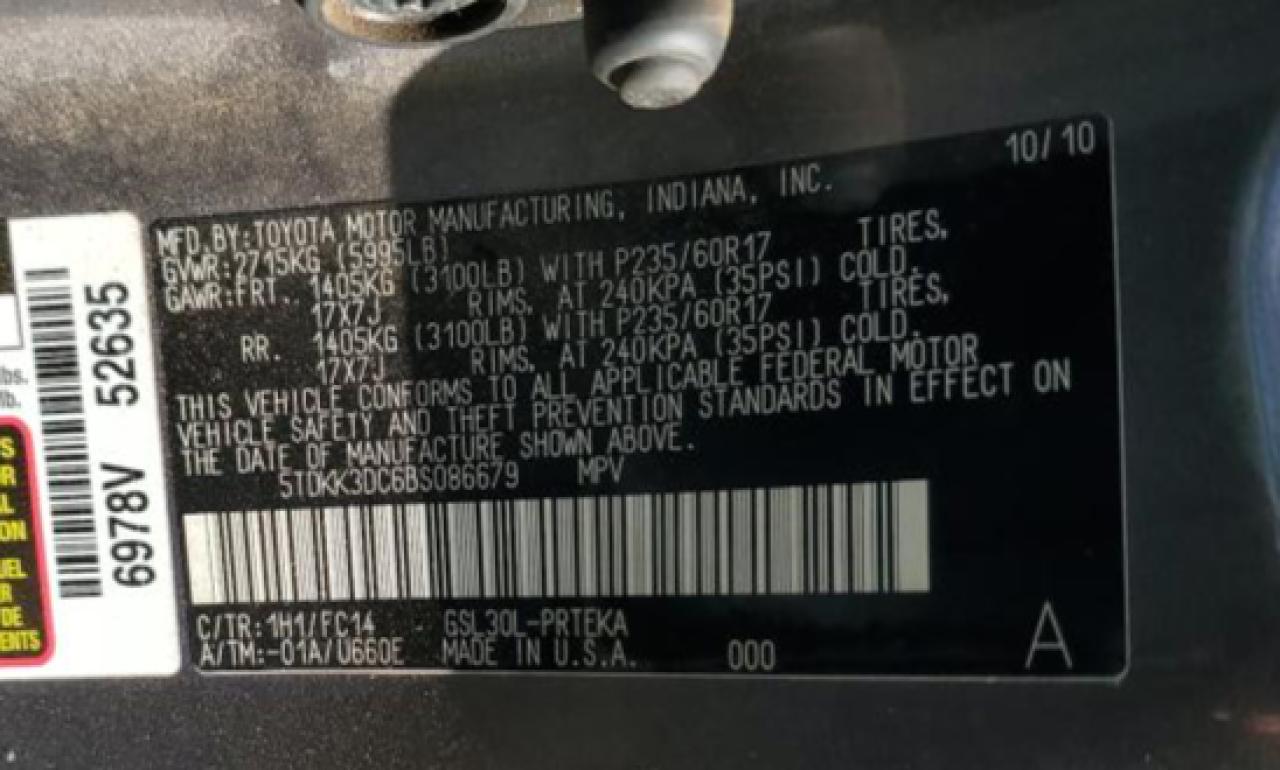 10/10
MFD.BY:TOYOTA MOTOR MANUFACTURING, INDIANA, INC.
GVWR:2715KG (5995LB)
GAWR:FRT. 1405KG (3100LB) WITH P235/60R17 TIRES,
17X7J RIMS, AT 240KPA (35PSI) COLD.
RR. 1405KG (3100LB) WITH P235/60R17 TIRES,
17X7J RIMS, AT 240KPA (35PSI) COLD.
THIS VEHICLE CONFORMS TO ALL APPLICABLE FEDERAL MOTOR
VEHICLE SAFETY AND THEFT PREVENTION STANDARDS IN EFFECT ON
THE DATE OF MANUFACTURE SHOWN ABOVE.
5TDKK3DC6BS086679 MPV
C/TR:1H1/FC14 GSL30L-PRTEKA
A/TM:-01A/U660E MADE IN U.S.A. 000
A
6978V 52635
lbs.
lb.